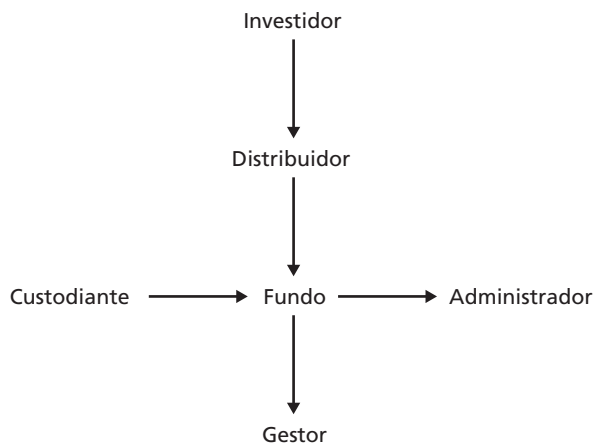 Investidor
Distribuidor
Custodiante
Fundo
Administrador
Gestor